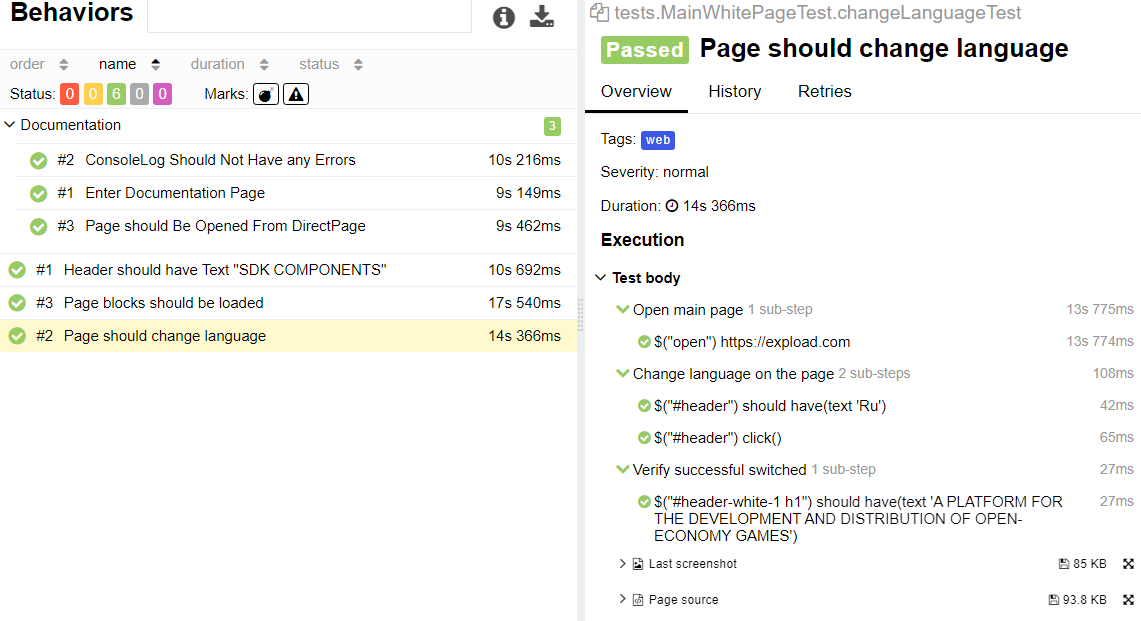 Behaviors
order name duration status
Status: 0 0 6 0 0 Marks:
Documentation 3
#2 ConsoleLog Should Not Have any Errors 10s 216ms
#1 Enter Documentation Page 9s 149ms
#3 Page should Be Opened From DirectPage 9s 462ms
#1 Header should have Text "SDK COMPONENTS" 10s 692ms
#3 Page blocks should be loaded 17s 540ms
#2 Page should change language 14s 366ms
tests.MainWhitePageTest.changeLanguageTest
Passed Page should change language
Overview History Retries
Tags: web
Severity: normal
Duration: 14s 366ms
Execution
Test body
Open main page 1 sub-step 13s 775ms
$("open") https://expload.com 13s 774ms
Change language on the page 2 sub-steps 108ms
$("#header") should have(text 'Ru') 42ms
$("#header") click() 65ms
Verify successful switched 1 sub-step 27ms
$("#header-white-1 h1") should have(text 'A PLATFORM FOR 27ms
THE DEVELOPMENT AND DISTRIBUTION OF OPEN-
ECONOMY GAMES')
Last screenshot 85 KB
Page source 93.8 KB